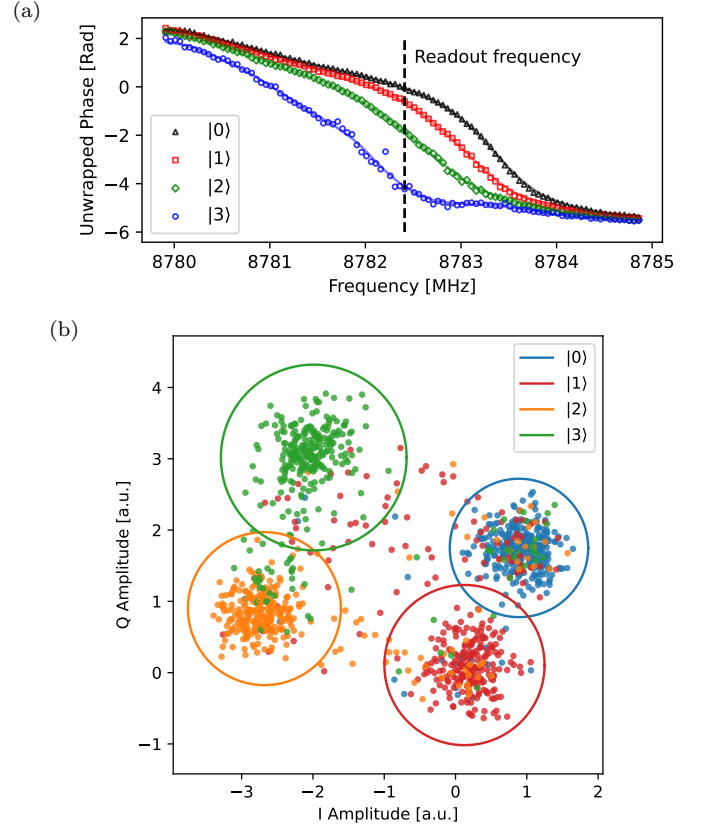 (a)
2
0
−2
−4
−6
Unwrapped Phase [Rad]
Readout frequency
|0⟩
|1⟩
|2⟩
|3⟩
8780 8781 8782 8783 8784 8785
Frequency [MHz]
(b)
4
3
2
1
0
−1
Q Amplitude [a.u.]
|0⟩
|1⟩
|2⟩
|3⟩
−3 −2 −1 0 1 2
I Amplitude [a.u.]